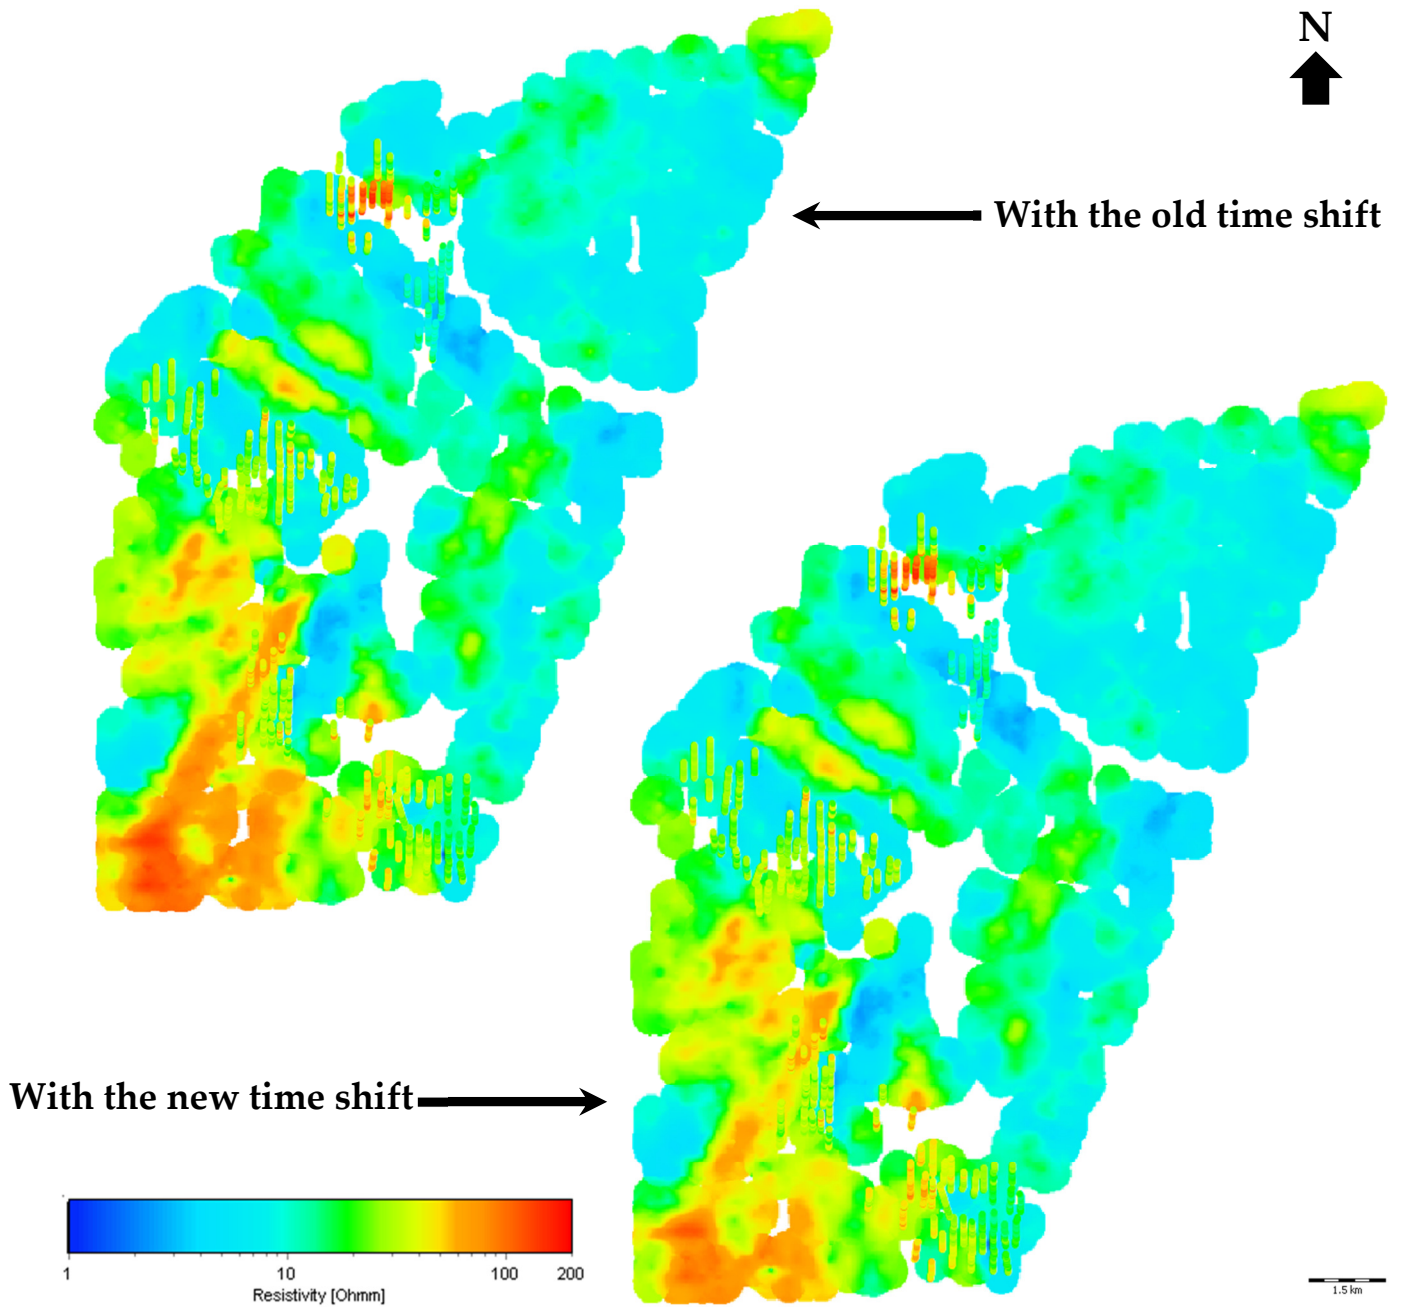 N
With the old time shift
With the new time shift
1 10 100 200
Resistivity [Ohmm]
1.5 km